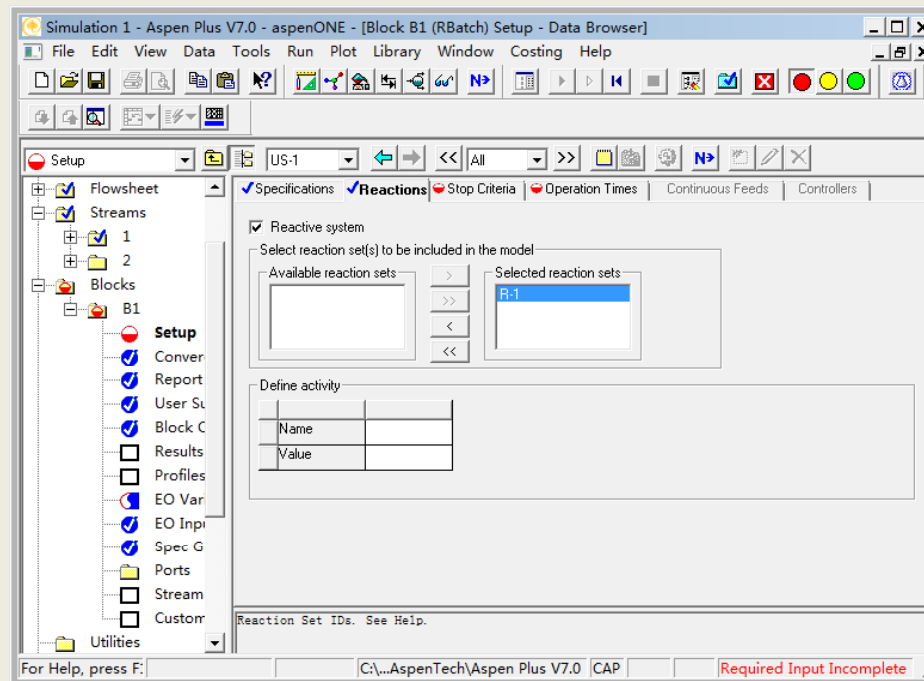 Simulation 1 - Aspen Plus V7.0 - aspenONE - [Block B1 (RBatch) Setup - Data Browser]
File Edit View Data Tools Run Plot Library Window Costing Help
N>
Setup US-1 << All >> N>
Flowsheet
Streams
1
2
Blocks
B1
Setup
Conver
Report
User Su
Block C
Results
Profiles
EO Var
EO Inpu
Spec G
Ports
Stream
Custom
Utilities
Specifications Reactions Stop Criteria Operation Times Continuous Feeds Controllers
Reactive system
Select reaction set(s) to be included in the model
Available reaction sets > Selected reaction sets
R-1
>>
<
<<
Define activity
Name
Value
Reaction Set IDs. See Help.
For Help, press F: C:\...AspenTech\Aspen Plus V7.0 CAP Required Input Incomplete